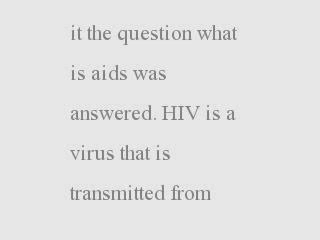 it the question what
is aids was
answered. HIV is a
virus that is
transmitted from